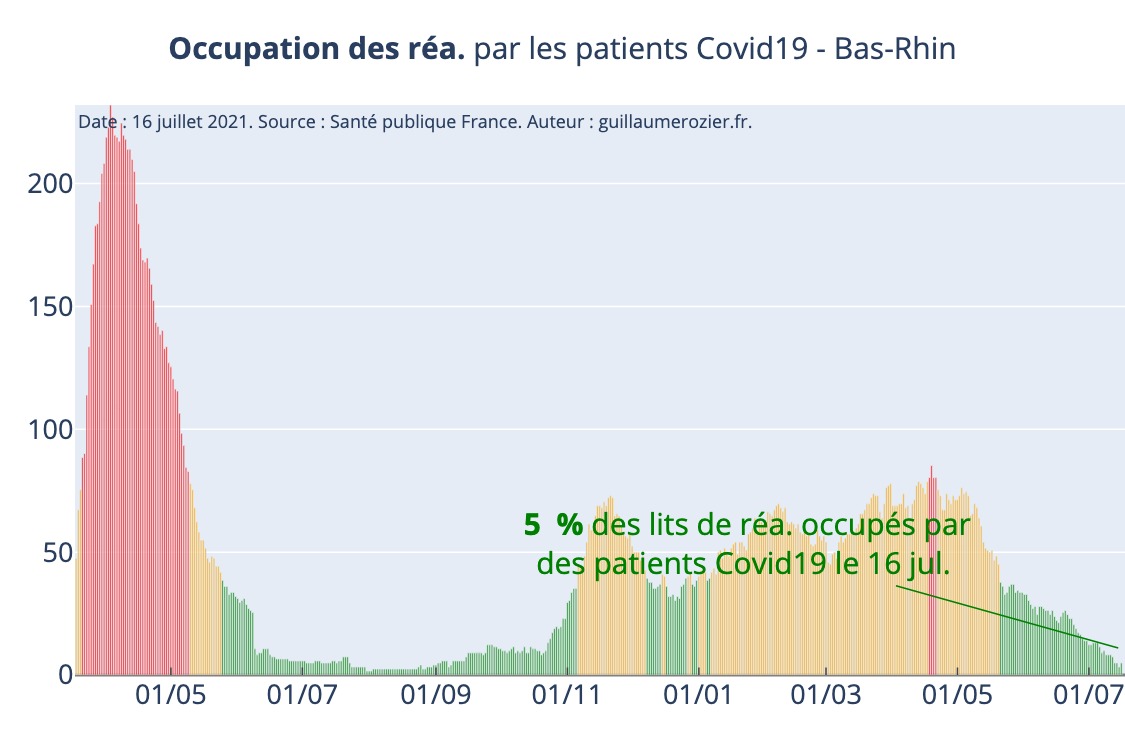 Occupation des réa. par les patients Covid19 - Bas-Rhin
Date : 16 juillet 2021. Source : Santé publique France. Auteur : guillaumerozier.fr.
200
150
100
50
0
5 % des lits de réa. occupés par
des patients Covid19 le 16 jul.
01/05 01/07 01/09 01/11 01/01 01/03 01/05 01/07